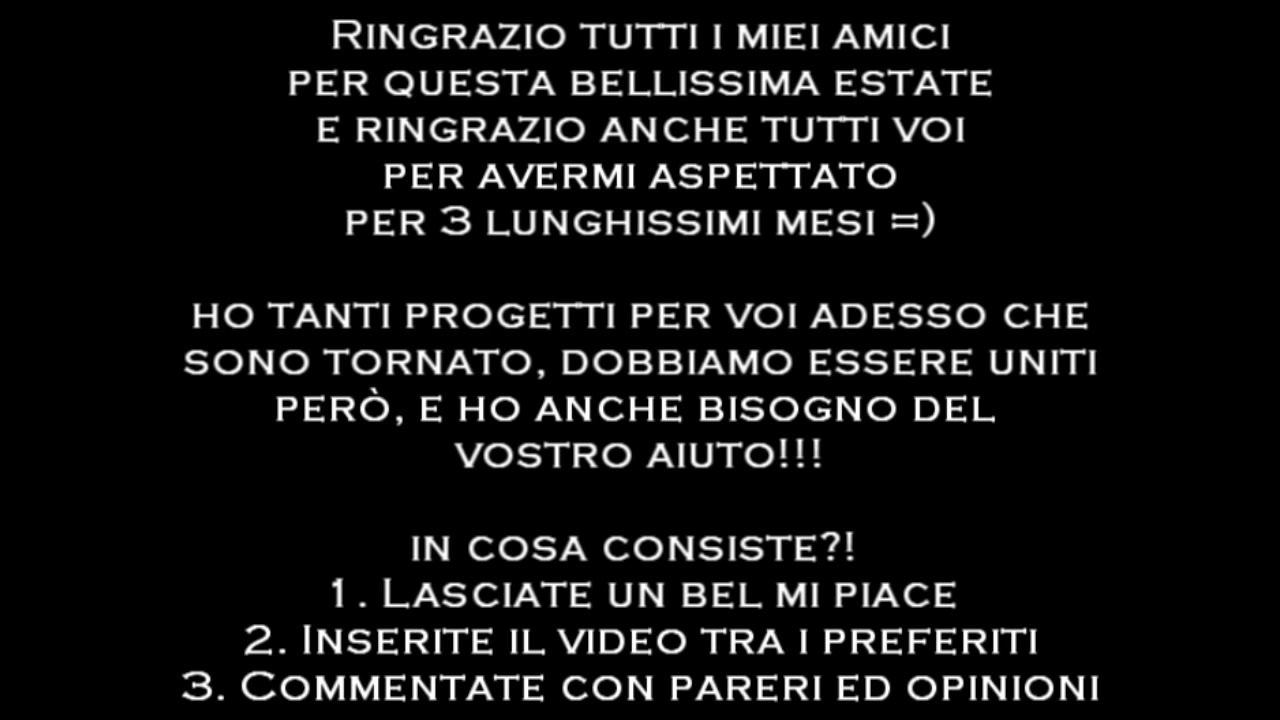 Ringrazio tutti i miei amici
per questa bellissima estate
e ringrazio anche tutti voi
per avermi aspettato
per 3 lunghissimi mesi =)
ho tanti progetti per voi adesso che
sono tornato, dobbiamo essere uniti
però, e ho anche bisogno del
vostro aiuto!!!
in cosa consiste?!
1. Lasciate un bel mi piace
2. Inserite il video tra i preferiti
3. Commentate con pareri ed opinioni